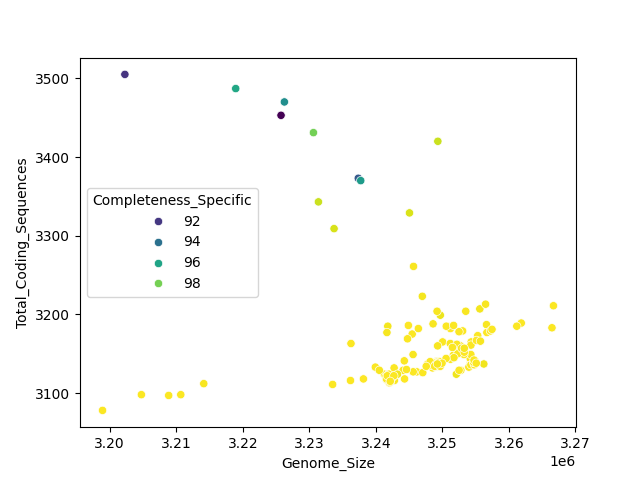 3500
3400
3300
3200
3100
Total_Coding_Sequences
Completeness_Specific
92
94
96
98
3.20 3.21 3.22 3.23 3.24 3.25 3.26 3.27
1e6
Genome_Size